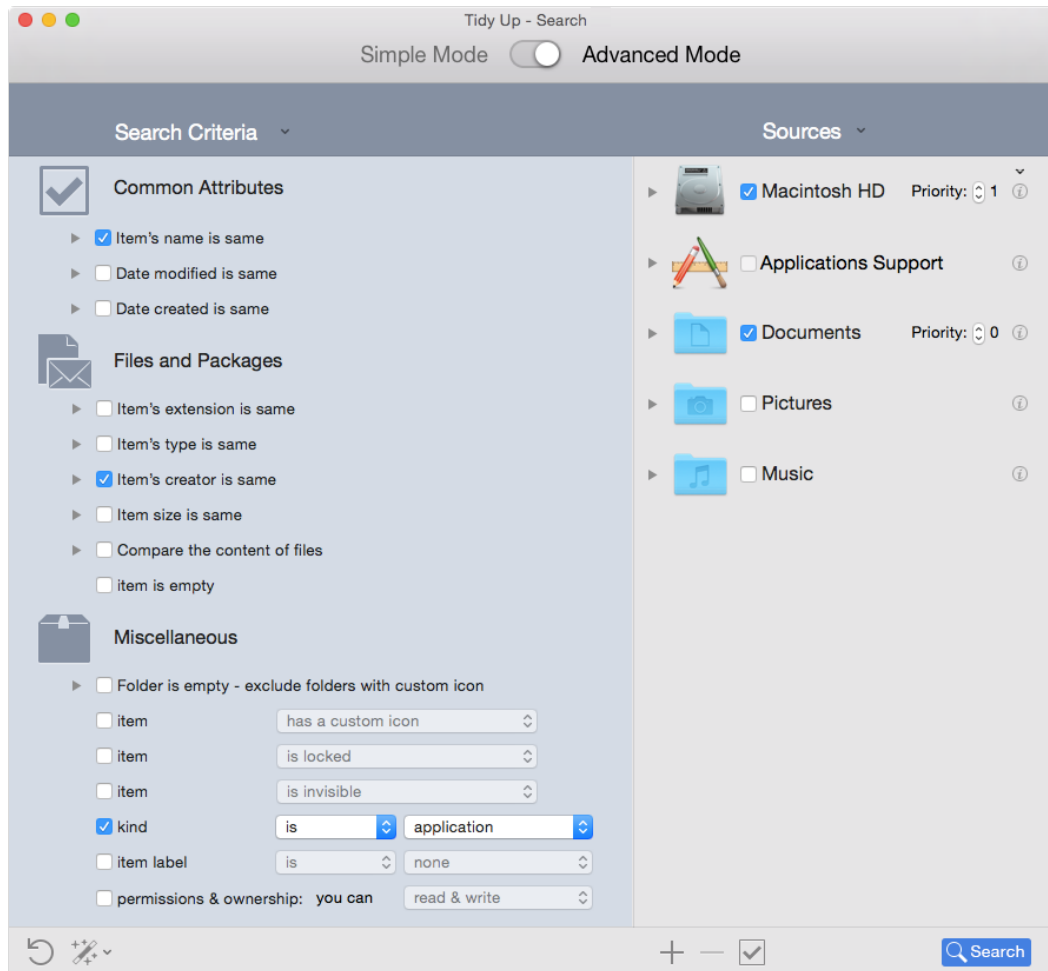 Tidy Up - Search
Simple Mode Advanced Mode
Search Criteria
Sources
Common Attributes
Item's name is same
Date modified is same
Date created is same
Files and Packages
Item's extension is same
Item's type is same
Item's creator is same
Item size is same
Compare the content of files
item is empty
Miscellaneous
Folder is empty - exclude folders with custom icon
item has a custom icon
item is locked
item is invisible
kind is application
item label is none
permissions & ownership: you can read & write
Macintosh HD Priority: 1
Applications Support
Documents Priority: 0
Pictures
Music
Search